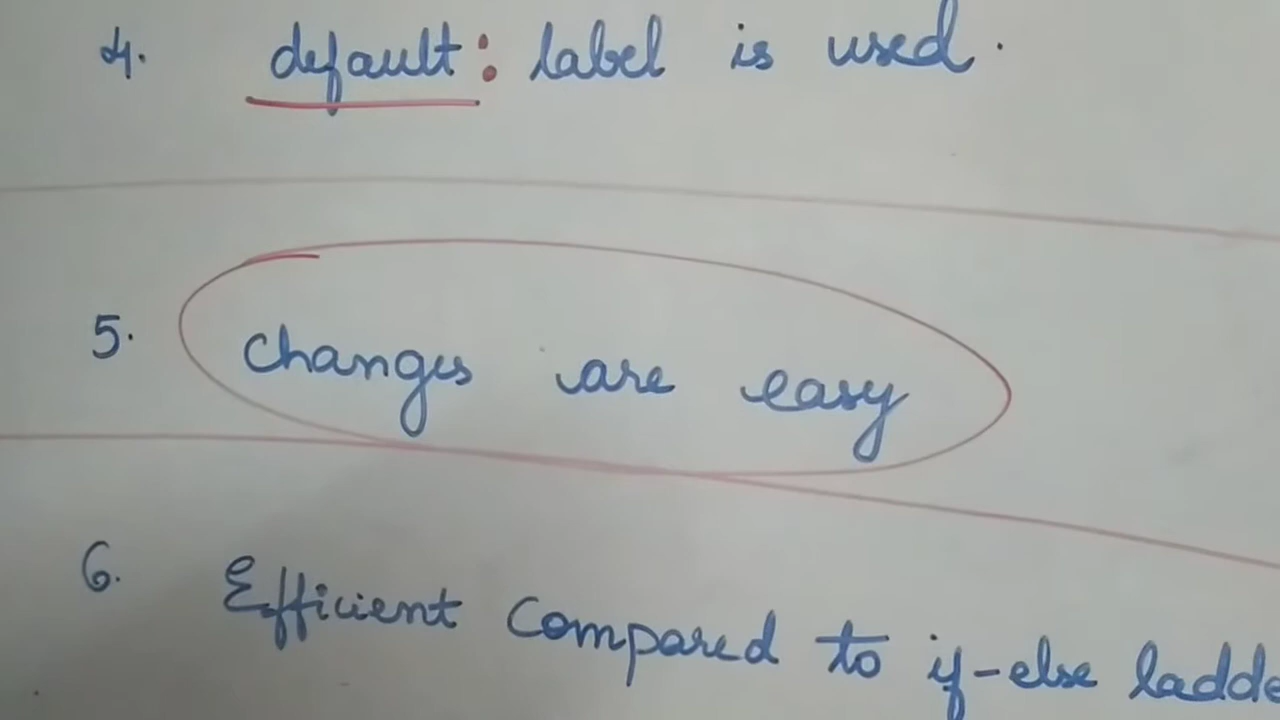 4. default: label is used.
5. changes are easy
6. Efficient compared to if-else ladde